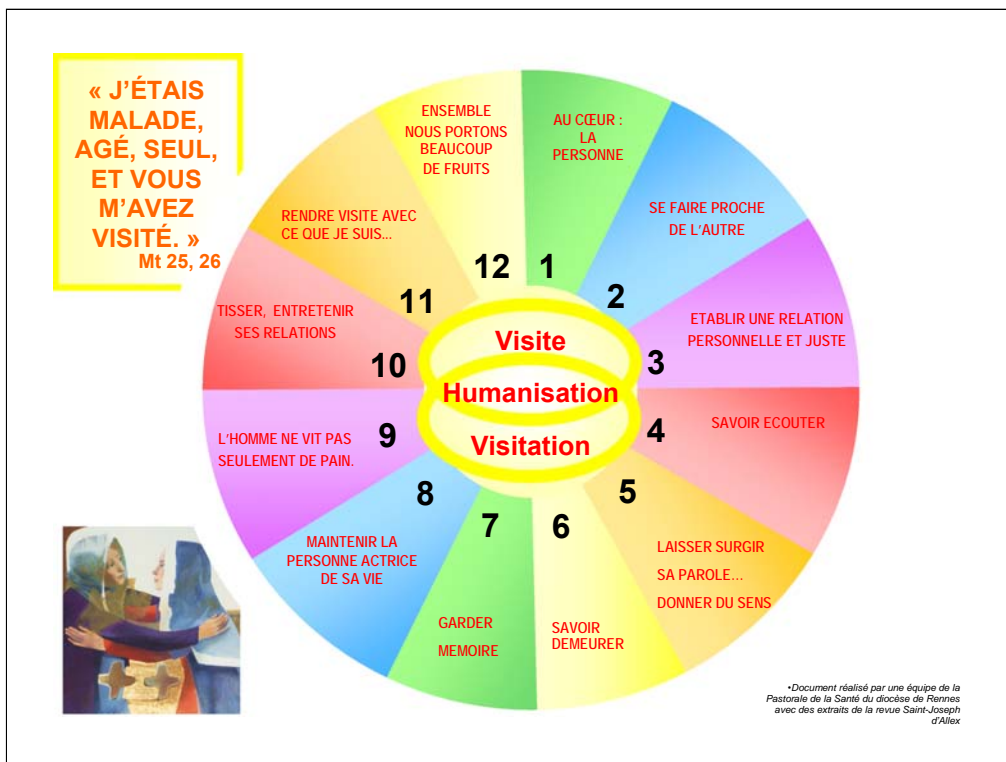 « J'ÉTAIS
MALADE,
AGÉ, SEUL,
ET VOUS
M'AVEZ
VISITÉ. »
Mt 25, 26
AU CŒUR :
LA
PERSONNE
1
SE FAIRE PROCHE
DE L'AUTRE
2
ETABLIR UNE RELATION
PERSONNELLE ET JUSTE
3
SAVOIR ECOUTER
4
LAISSER SURGIR
SA PAROLE...
DONNER DU SENS
5
SAVOIR
DEMEURER
6
GARDER
MEMOIRE
7
MAINTENIR LA
PERSONNE ACTRICE
DE SA VIE
8
L'HOMME NE VIT PAS
SEULEMENT DE PAIN.
9
TISSER, ENTRETENIR
SES RELATIONS
10
RENDRE VISITE AVEC
CE QUE JE SUIS...
11
ENSEMBLE
NOUS PORTONS
BEAUCOUP
DE FRUITS
12
Visite
Humanisation
Visitation
•Document réalisé par une équipe de la
Pastorale de la Santé du diocèse de Rennes
avec des extraits de la revue Saint-Joseph
d'Allex